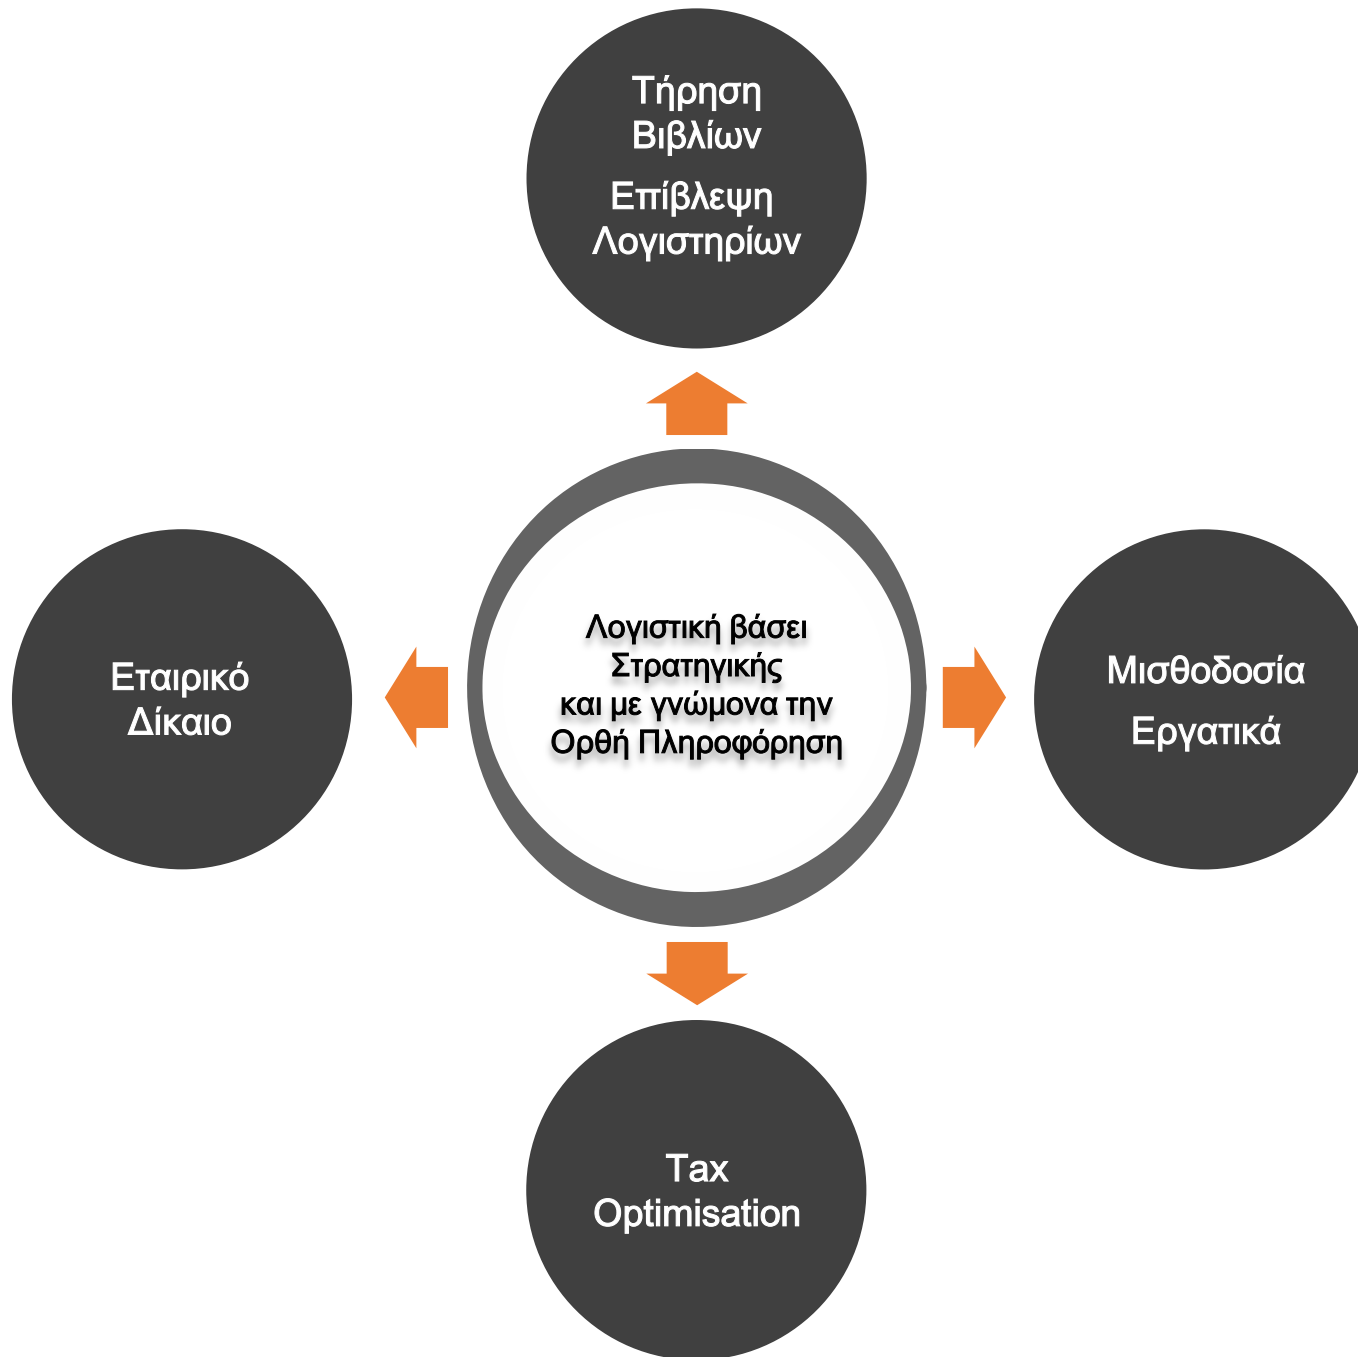 Τήρηση
Βιβλίων
Επίβλεψη
Λογιστηρίων
Εταιρικό
Δίκαιο
Λογιστική βάσει
Στρατηγικής
και με γνώμονα την
Ορθή Πληροφόρηση
Μισθοδοσία
Εργατικά
Tax
Optimisation